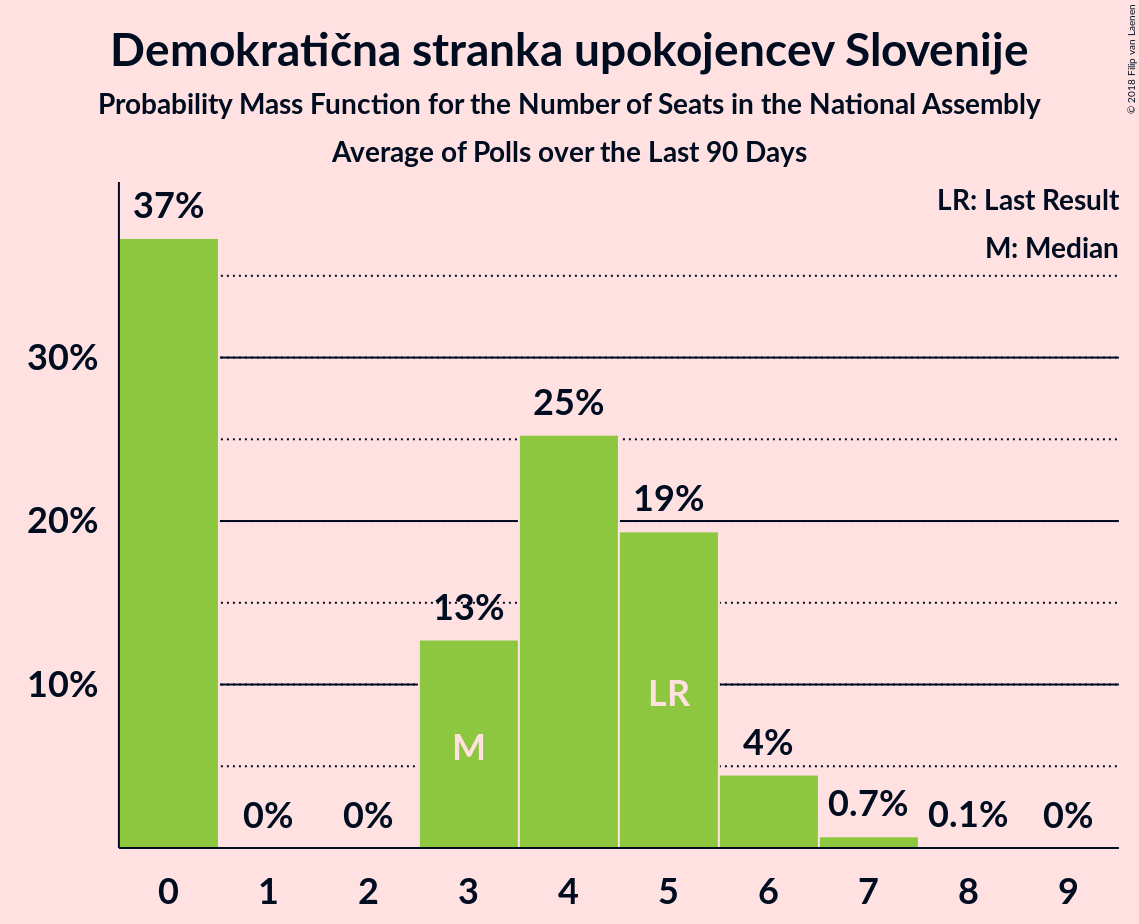 Demokratična stranka upokojencev Slovenije
Probability Mass Function for the Number of Seats in the National Assembly
Average of Polls over the Last 90 Days
© 2018 Filip van Laenen
LR: Last Result
M: Median
37%
30%
25%
20%
19%
13%
10%
LR
M
4%
0%
0%
0.7%
0.1%
0%
0 1 2 3 4 5 6 7 8 9